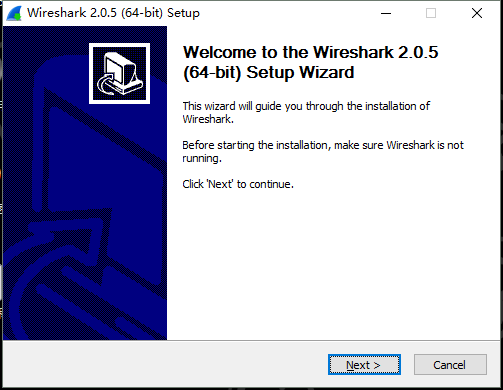 Wireshark 2.0.5 (64-bit) Setup
Welcome to the Wireshark 2.0.5
(64-bit) Setup Wizard
This wizard will guide you through the installation of
Wireshark.
Before starting the installation, make sure Wireshark is not
running.
Click 'Next' to continue.
Next >
Cancel